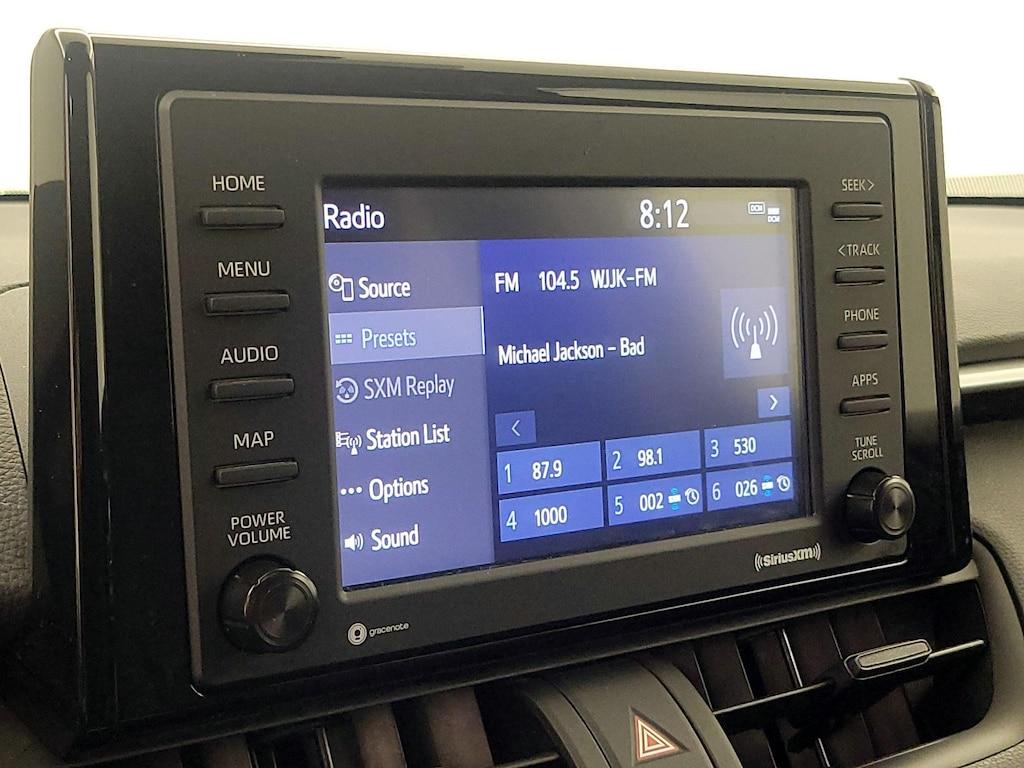 HOME
MENU
AUDIO
MAP
POWER
VOLUME
Radio
8:12
DCM
DCM
Source
Presets
SXM Replay
Station List
Options
Sound
FM 104.5 WJJK-FM
Michael Jackson - Bad
<
>
1 87.9
2 98.1
3 530
4 1000
5 002
6 026
SEEK>
<TRACK
PHONE
APPS
TUNE
SCROLL
((SiriusXM))
gracenote